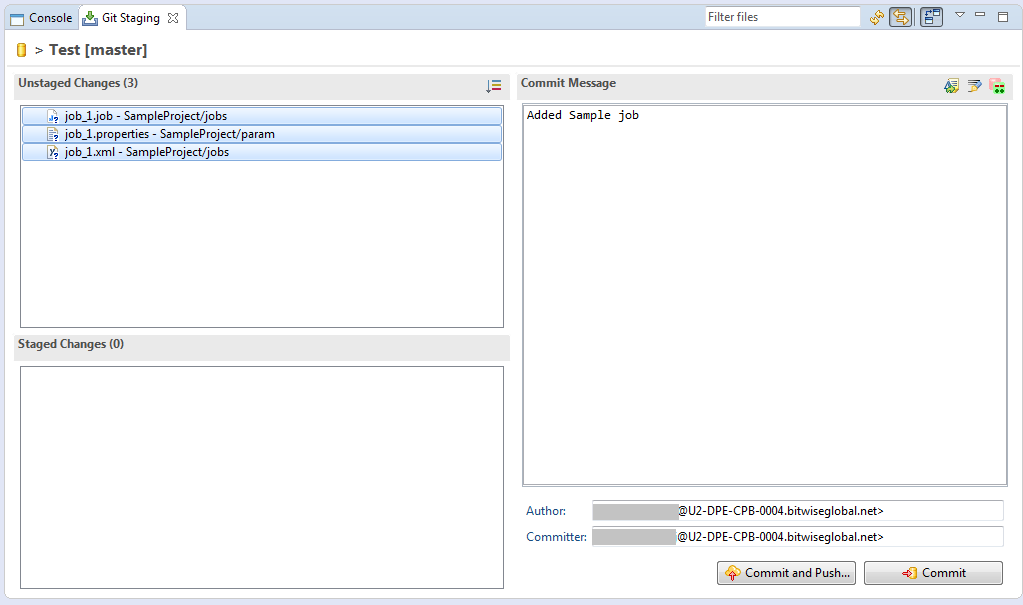 Console Git Staging Filter files
> Test [master]
Unstaged Changes (3)
job_1.job - SampleProject/jobs
job_1.properties - SampleProject/param
job_1.xml - SampleProject/jobs
Staged Changes (0)
Commit Message
Added Sample job
Author: @U2-DPE-CPB-0004.bitwiseglobal.net>
Committer: @U2-DPE-CPB-0004.bitwiseglobal.net>
Commit and Push... Commit